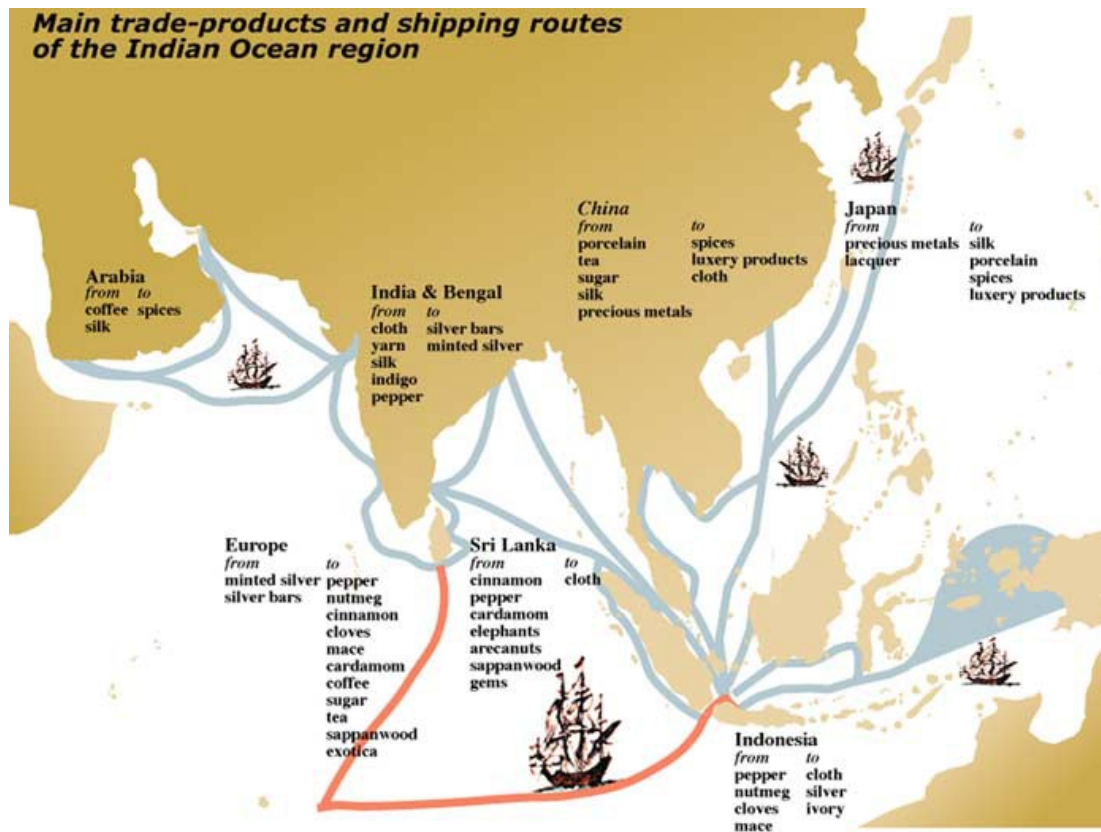 Main trade-products and shipping routes
of the Indian Ocean region
Arabia
from to
coffee spices
silk
India & Bengal
from to
cloth silver bars
yarn minted silver
silk
indigo
pepper
China
from to
porcelain spices
tea luxery products
sugar cloth
silk
precious metals
Japan
from to
precious metals silk
lacquer porcelain
spices
luxery products
Europe
from to
minted silver pepper
silver bars nutmeg
cinnamon
cloves
mace
cardamom
coffee
sugar
tea
sappanwood
exotica
Sri Lanka
from to
cinnamon cloth
pepper
cardamom
elephants
arecanuts
sappanwood
gems
Indonesia
from to
pepper cloth
nutmeg silver
cloves ivory
mace